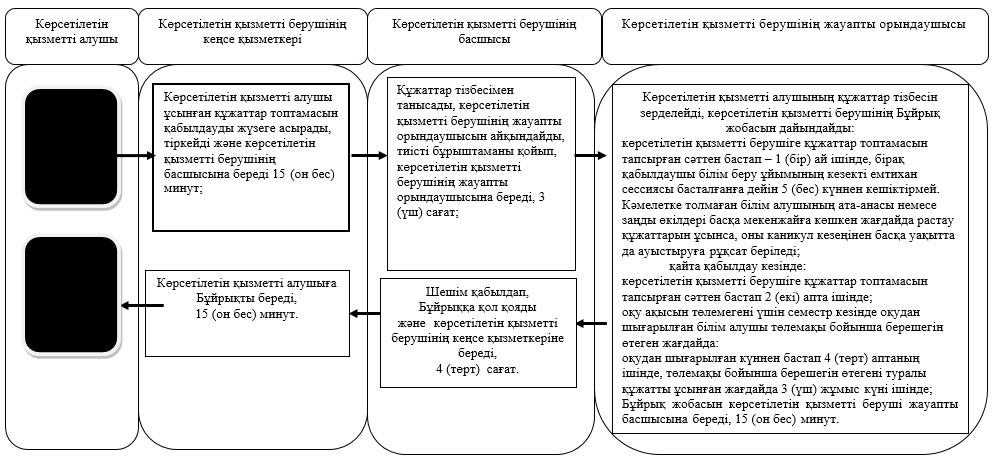 Көрсетілетін
қызметті алушы
Көрсетілетін қызметті берушінің
кеңсе қызметкері
Көрсетілетін қызметті берушінің
басшысы
Көрсетілетін қызметті берушінің жауапты орындаушысы
Көрсетілетін қызметті алушы
ұсынған құжаттар топтамасын
қабылдауды жүзеге асырады,
тіркейді және көрсетілетін
қызметті берушінің
басшысына береді 15 (он бес)
минут;
Құжаттар тізбесімен
танысады, көрсетілетін
қызметті берушінің жауапты
орындаушысын айқындайды,
тиісті бұрыштаманы қойып,
көрсетілетін қызметті
берушінің жауапты
орындаушысына береді, 3
(үш) сағат;
Көрсетілетін қызметті алушының құжаттар тізбесін
зерделейді, көрсетілетін қызметті берушінің Бұйрық
жобасын дайындайды:
көрсетілетін қызметті берушіге құжаттар топтамасын
тапсырған сәттен бастап – 1 (бір) ай ішінде, бірақ
қабылдаушы білім беру ұйымының кезекті емтихан
сессиясы басталғанға дейін 5 (бес) күннен кешіктірмей.
Кәмелетке толмаған білім алушының ата-анасы немесе
заңды өкілдері басқа мекенжайға көшкен жағдайда растау
құжаттарын ұсынса, оны каникул кезеңінен басқа уақытта
да ауыстыруға рұқсат беріледі;
қайта қабылдау кезінде:
көрсетілетін қызметті берушіге құжаттар топтамасын
тапсырған сәттен бастап 2 (екі) апта ішінде;
оқу ақысын төлемегені үшін семестр кезінде оқудан
шығарылған білім алушы төлемақы бойынша берешегін
өтеген жағдайда:
оқудан шығарылған күннен бастап 4 (төрт) аптаның
ішінде, төлемақы бойынша берешегін өтегені туралы
құжатты ұсынған жағдайда 3 (үш) жұмыс күні ішінде;
Бұйрық жобасын көрсетілетін қызметті беруші жауапты
басшысына береді, 15 (он бес) минут.
Шешім қабылдап,
Бұйрыққа қол қояды
және көрсетілетін қызметті
берушінің кеңсе қызметкеріне
береді,
4 (төрт) сағат.
Көрсетілетін қызметті алушыға
Бұйрықты береді,
15 (он бес) минут.